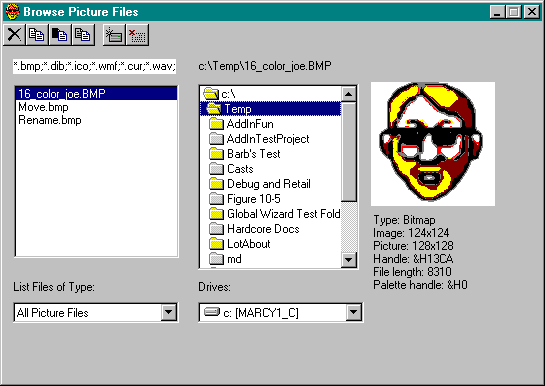 Browse Picture Files
*.bmp;*.dib;*.ico;*.wmf;*.cur;*.wav;
c:\Temp\16_color_joe.BMP
16_color_joe.BMP
Move.bmp
Rename.bmp
c:\
Temp
AddInFun
AddInTestProject
Barb's Test
Casts
Debug and Retail
Figure 10-5
Global Wizard Test Fold
Hardcore Docs
LotAbout
md
Type: Bitmap
Image: 124x124
Picture: 128x128
Handle: &H13CA
File length: 8310
Palette handle: &H0
List Files of Type:
All Picture Files
Drives:
c: [MARCY1_C]